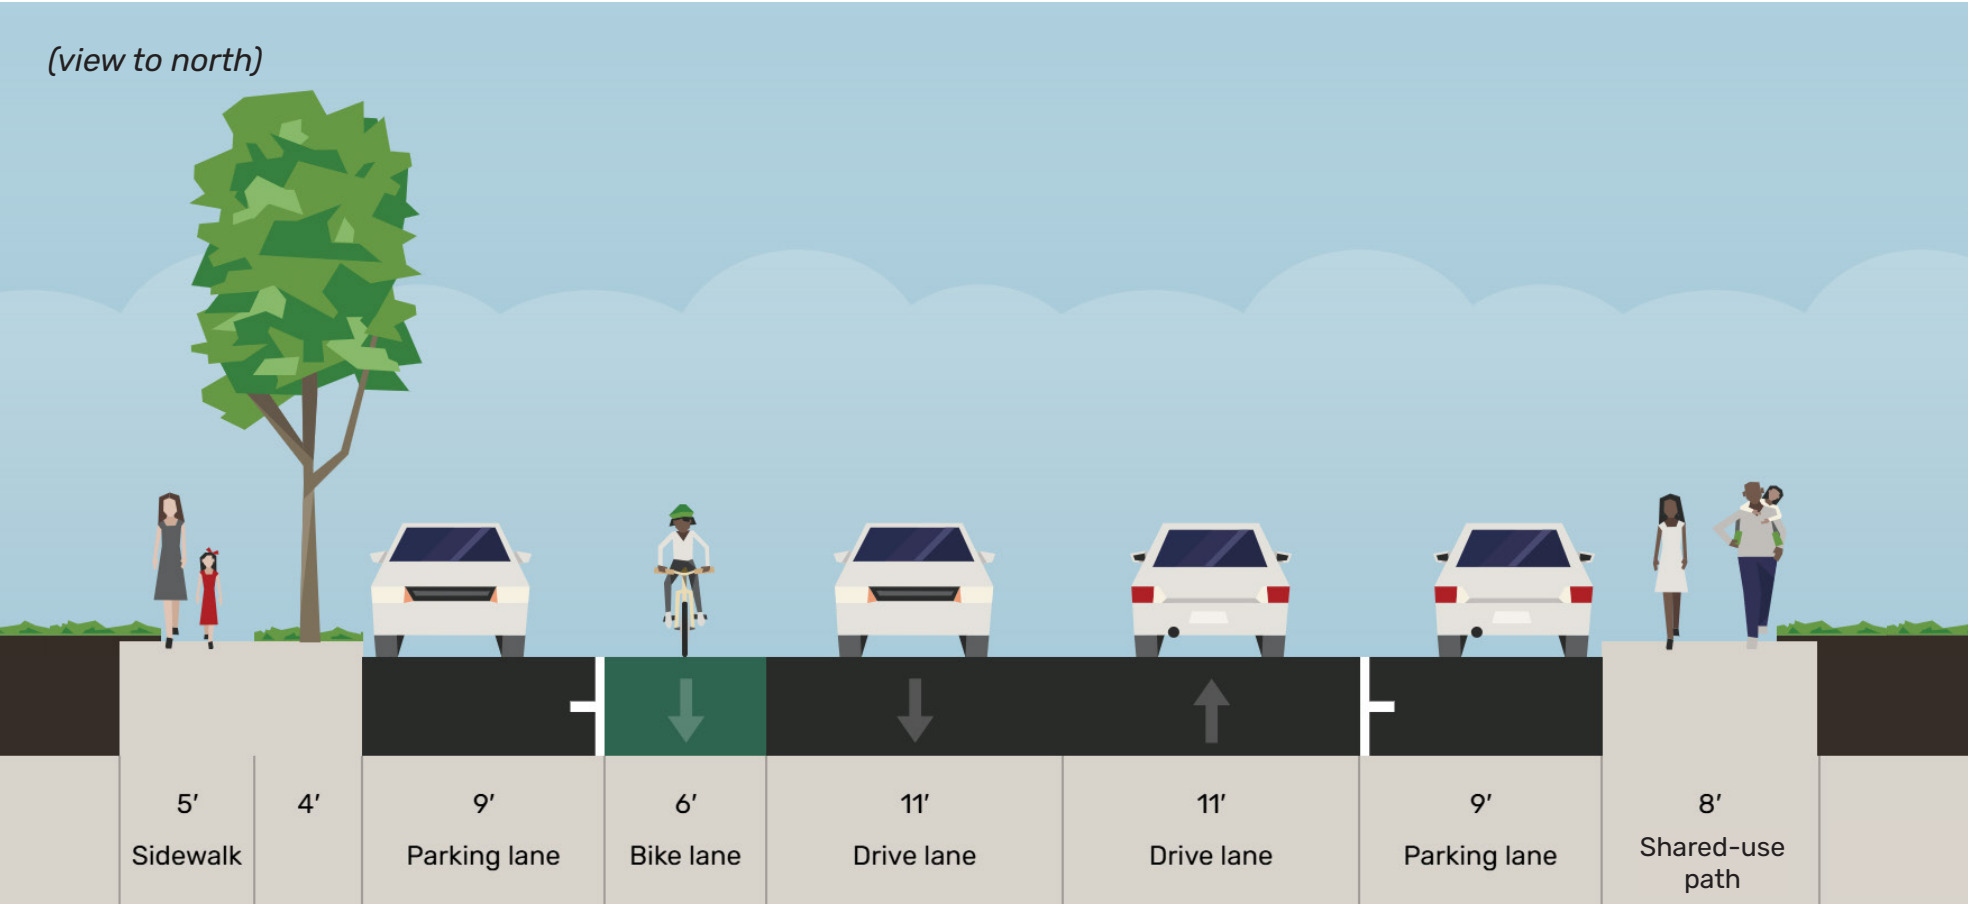 (view to north)
5′ 4′ 9′ 6′ 11′ 11′ 9′ 8′
Sidewalk Parking lane Bike lane Drive lane Drive lane Parking lane Shared-use
path